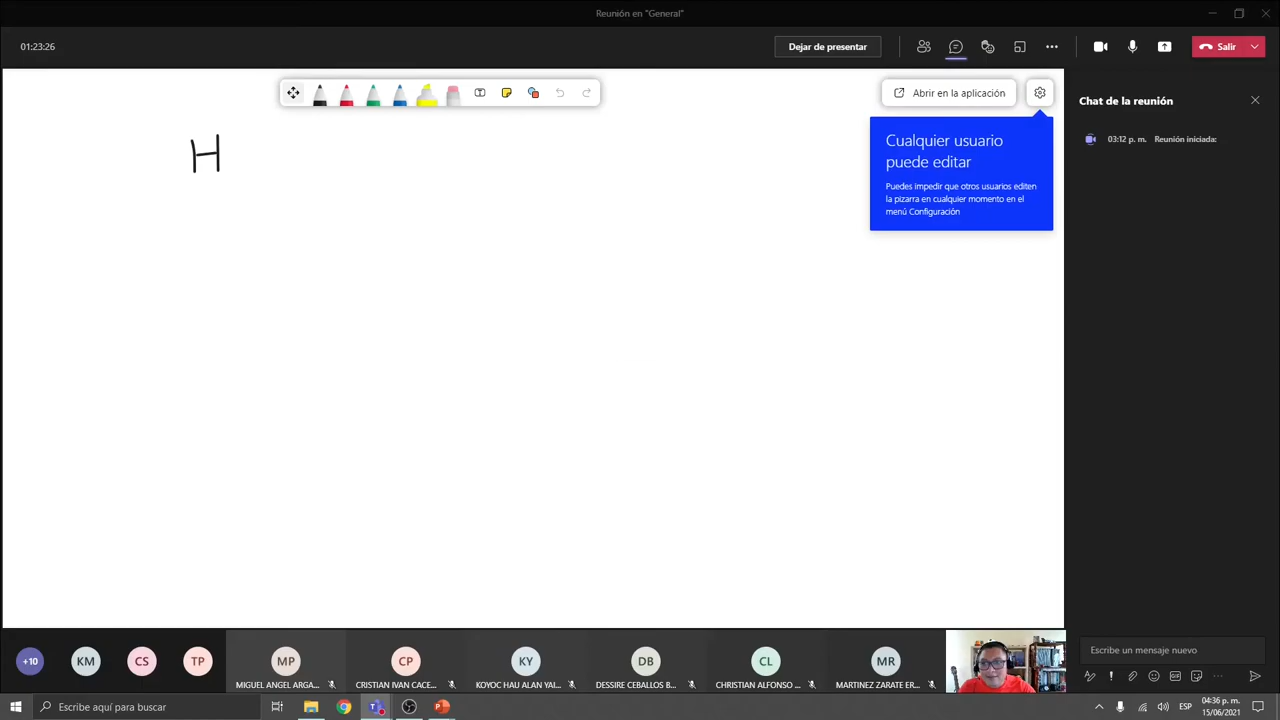 Reunión en "General"
01:23:26
Dejar de presentar
Salir
Abrir en la aplicación
Chat de la reunión
H
Cualquier usuario
puede editar
Puedes impedir que otros usuarios editen
la pizarra en cualquier momento en el
menú Configuración
03:12 p. m. Reunión iniciada:
+10
KM
CS
TP
MP
CP
KY
DB
CL
MR
MIGUEL ANGEL ARGA...
CRISTIAN IVAN CACE...
KOYOC HAU ALAN YAI...
DESSIRE CEBALLOS B...
CHRISTIAN ALFONSO ...
MARTINEZ ZARATE ER...
Escribe un mensaje nuevo
Escribe aquí para buscar
ESP
04:36 p. m.
15/06/2021